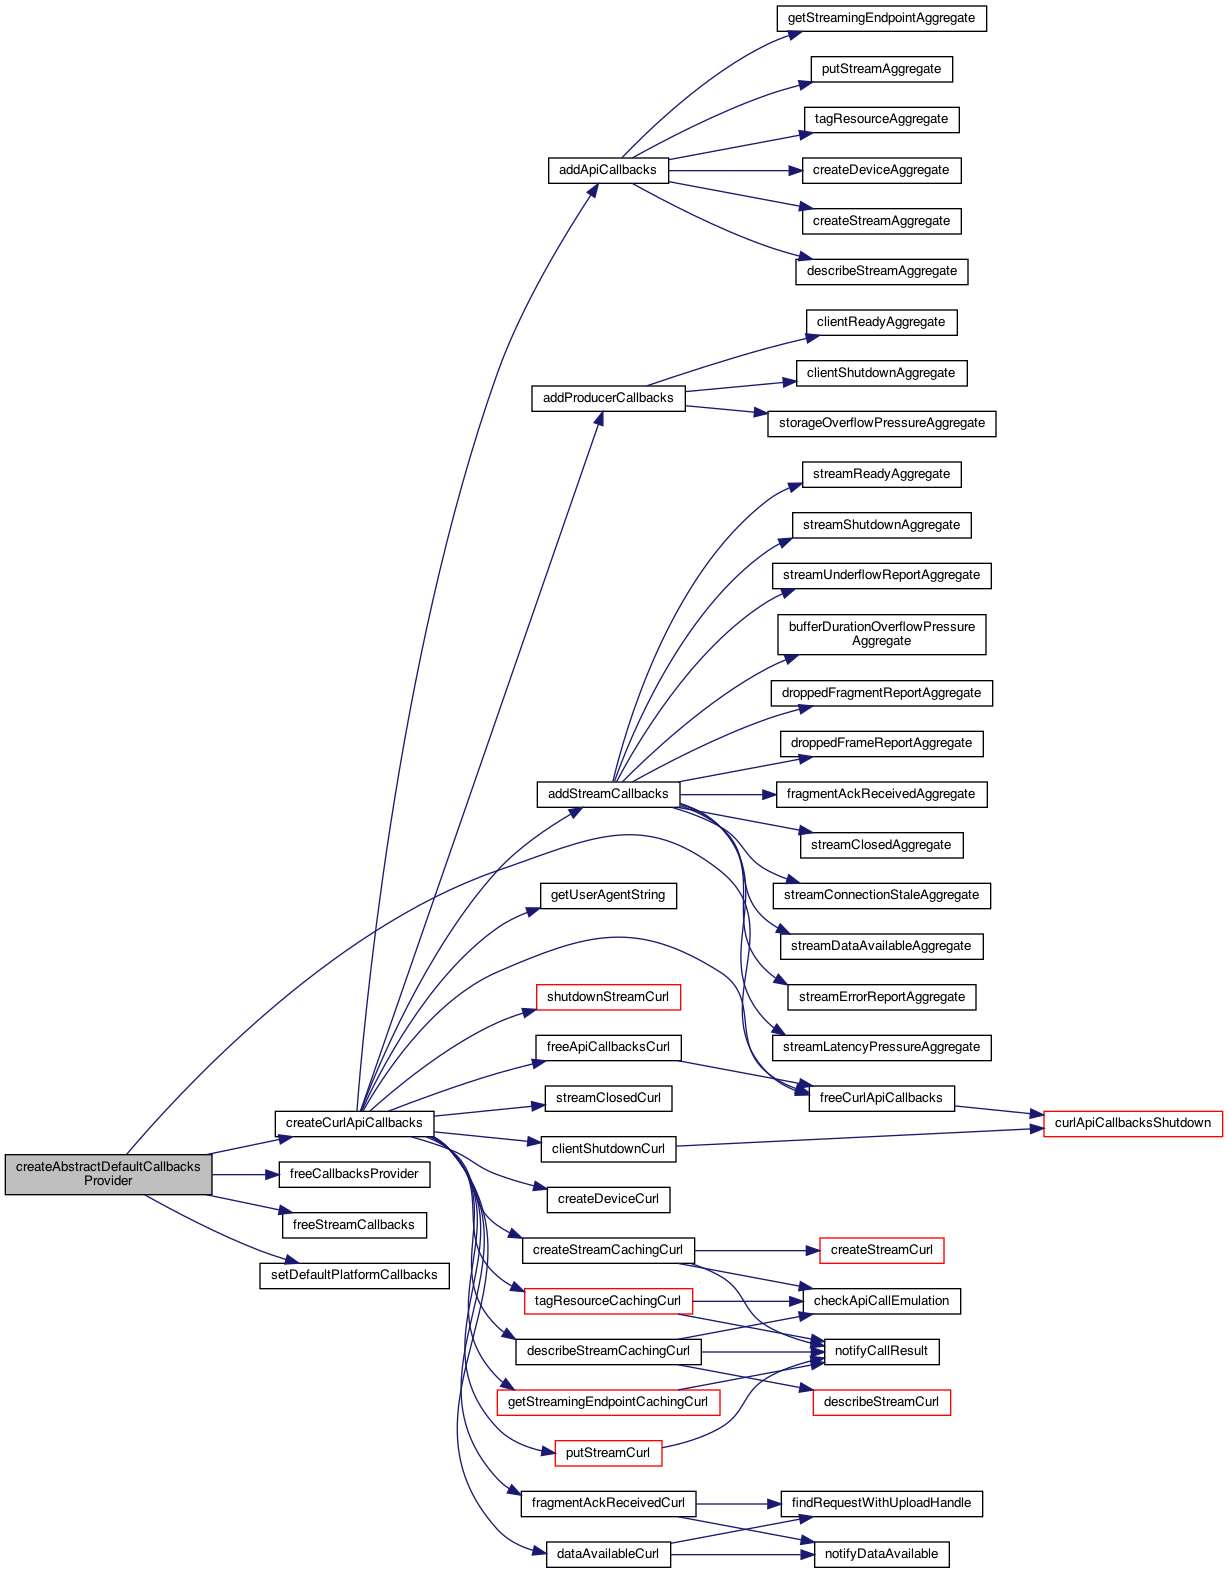 getStreamingEndpointAggregate
putStreamAggregate
tagResourceAggregate
addApiCallbacks
createDeviceAggregate
createStreamAggregate
describeStreamAggregate
clientReadyAggregate
clientShutdownAggregate
addProducerCallbacks
storageOverflowPressureAggregate
streamReadyAggregate
streamShutdownAggregate
streamUnderflowReportAggregate
bufferDurationOverflowPressure
Aggregate
droppedFragmentReportAggregate
droppedFrameReportAggregate
addStreamCallbacks
fragmentAckReceivedAggregate
streamClosedAggregate
getUserAgentString
streamConnectionStaleAggregate
streamDataAvailableAggregate
shutdownStreamCurl
streamErrorReportAggregate
freeApiCallbacksCurl
streamLatencyPressureAggregate
streamClosedCurl
freeCurlApiCallbacks
createCurlApiCallbacks
curlApiCallbacksShutdown
clientShutdownCurl
createAbstractDefaultCallbacks
Provider
freeCallbacksProvider
createDeviceCurl
freeStreamCallbacks
createStreamCachingCurl
createStreamCurl
setDefaultPlatformCallbacks
tagResourceCachingCurl
checkApiCallEmulation
describeStreamCachingCurl
notifyCallResult
getStreamingEndpointCachingCurl
describeStreamCurl
putStreamCurl
fragmentAckReceivedCurl
findRequestWithUploadHandle
dataAvailableCurl
notifyDataAvailable